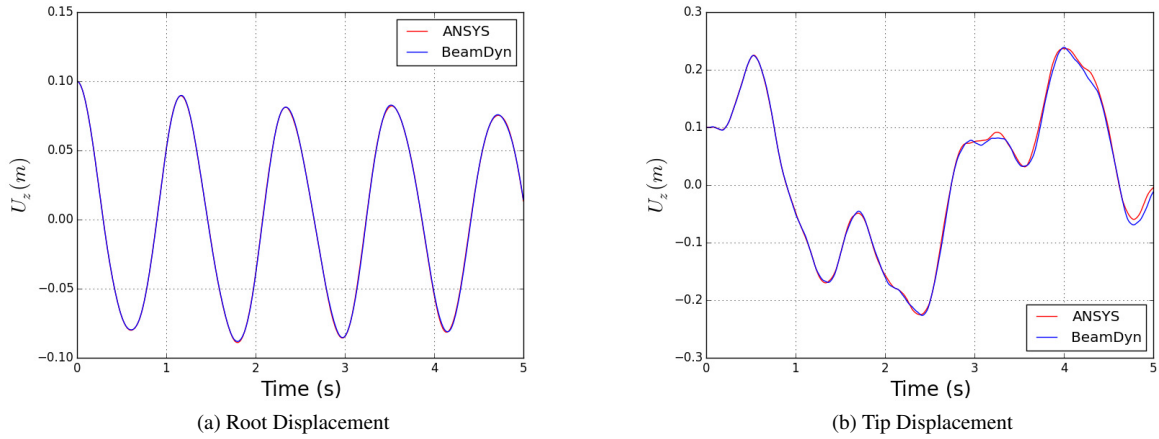 0.15
0.10
0.05
0.00
−0.05
−0.10
U_z (m)
0 1 2 3 4 5
Time (s)
ANSYS
BeamDyn
(a) Root Displacement
0.3
0.2
0.1
0.0
−0.1
−0.2
−0.3
U_z (m)
0 1 2 3 4 5
Time (s)
ANSYS
BeamDyn
(b) Tip Displacement